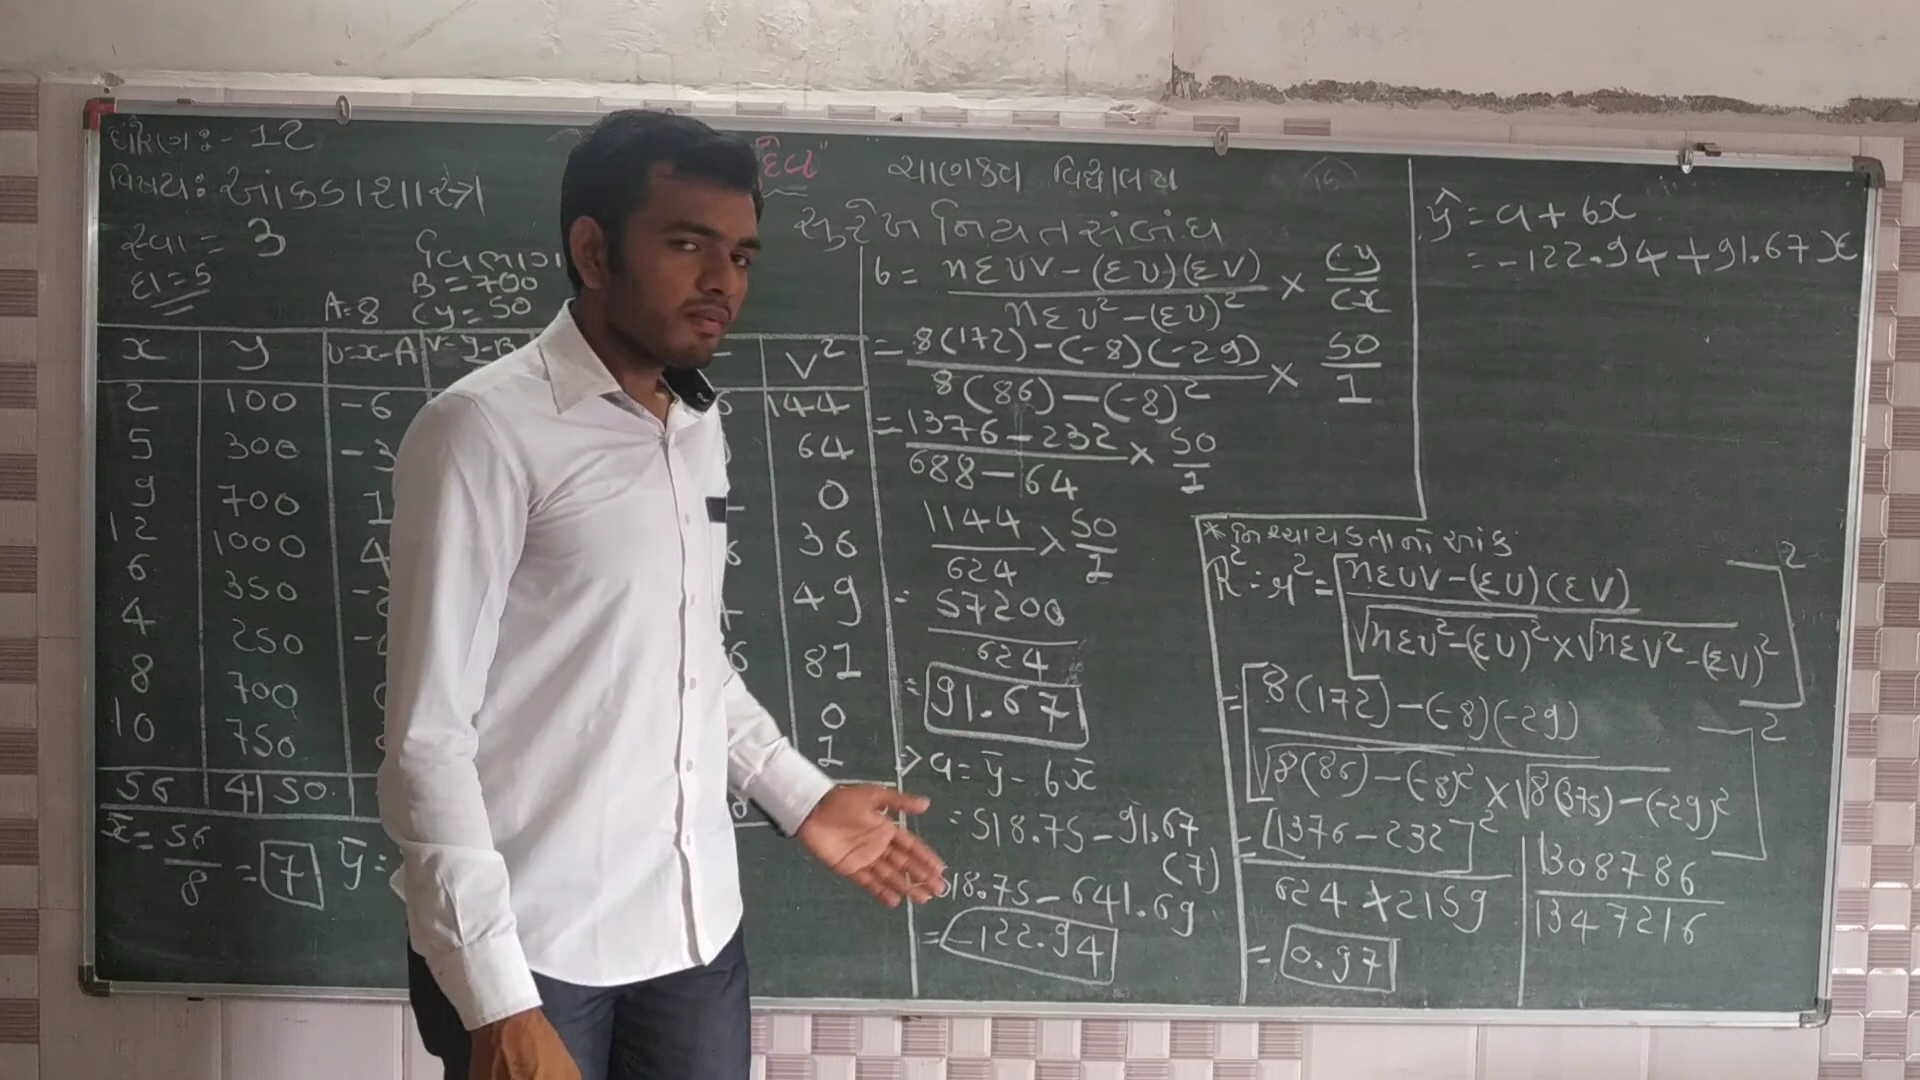 ધોરણ:- 12
વિષય: આંકડાશાસ્ત્ર
સ્વા = 3
દા = 5
વિભાગ
B = 700
A = 8 Cy = 50
ચાણક્ય વિદ્યાલય
સુરેખ નિયતસંબંધ
x y u=x-A v=y-B v²
2 100 -6 144
5 300 -3 64
9 700 1 0
12 1000 4 36
6 350 -2 49
4 250 81
8 700 0
10 750 1
56 4150
x̄ = 56/8 = 7 ȳ =
b = nΣuv - (Σu)(Σv) / nΣu² - (Σu)² × Cy/Cx
= 8(172) - (-8)(-29) / 8(86) - (-8)² × 50/1
= 1376 - 232 / 688 - 64 × 50/1
1144/624 × 50/1
= 57200/624
= 91.67
→ a = ȳ - bx̄
= 518.75 - 91.67 (7)
518.75 - 641.69
= -122.94
ŷ = a + bx
= -122.94 + 91.67x
* નિશ્ચાયકતાનો આંક
R² = r² = [nΣuv - (Σu)(Σv) / √nΣu² - (Σu)² × √nΣv² - (Σv)²]²
= [8(172) - (-8)(-29) / √8(86) - (-8)² × √8(375) - (-29)²]²
= [1376 - 232]² / 624 × 2159
= 0.97
1308786
1347216